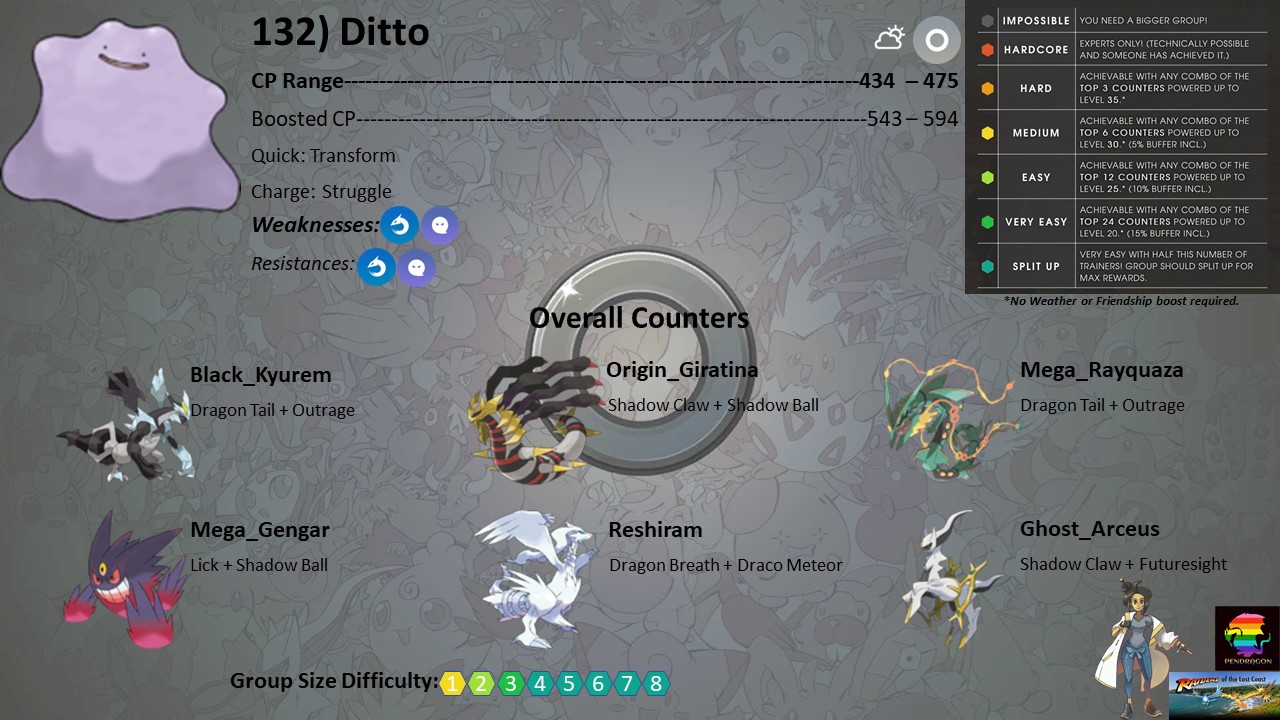 132) Ditto
CP Range------434 – 475
Boosted CP------543 – 594
Quick: Transform
Charge: Struggle
Weaknesses:
Resistances:
IMPOSSIBLE YOU NEED A BIGGER GROUP!
HARDCORE EXPERTS ONLY! (TECHNICALLY POSSIBLE
AND SOMEONE HAS ACHIEVED IT.)
HARD ACHIEVABLE WITH ANY COMBO OF THE
TOP 3 COUNTERS POWERED UP TO
LEVEL 35.*
MEDIUM ACHIEVABLE WITH ANY COMBO OF THE
TOP 6 COUNTERS POWERED UP TO
LEVEL 30.* (5% BUFFER INCL.)
EASY ACHIEVABLE WITH ANY COMBO OF THE
TOP 12 COUNTERS POWERED UP TO
LEVEL 25.* (10% BUFFER INCL.)
VERY EASY ACHIEVABLE WITH ANY COMBO OF THE
TOP 24 COUNTERS POWERED UP TO
LEVEL 20.* (15% BUFFER INCL.)
SPLIT UP VERY EASY WITH HALF THIS NUMBER OF
TRAINERS! GROUP SHOULD SPLIT UP FOR
MAX REWARDS.
*No Weather or Friendship boost required.
Overall Counters
Black_Kyurem
Dragon Tail + Outrage
Origin_Giratina
Shadow Claw + Shadow Ball
Mega_Rayquaza
Dragon Tail + Outrage
Mega_Gengar
Lick + Shadow Ball
Reshiram
Dragon Breath + Draco Meteor
Ghost_Arceus
Shadow Claw + Futuresight
Group Size Difficulty: 1 2 3 4 5 6 7 8
PENDRAGON
RAIDERS of the Lost Coast